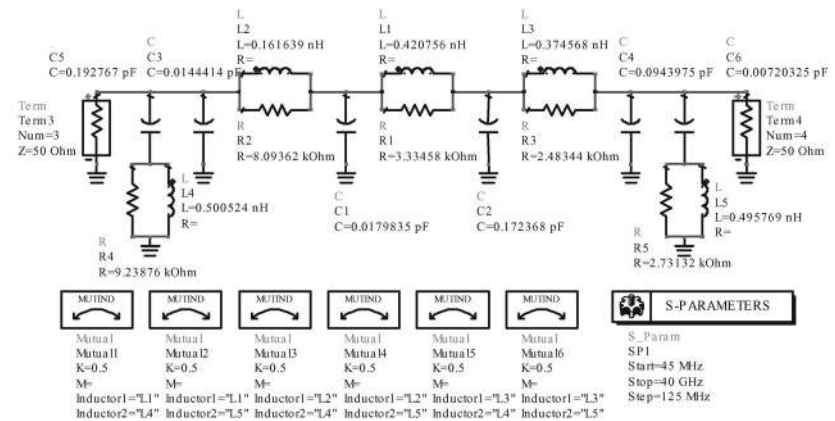 L
L2
L=0.161639 nH
R=
L
L1
L=0.420756 nH
R=
L
L3
L=0.374568 nH
R=
C5
C=0.192767 pF
C
C3
C=0.0144414 pF
C
C4
C=0.0943975 pF
C
C6
C=0.00720325 pF
Term
Term3
Num=3
Z=50 Ohm
Term
Term4
Num=4
Z=50 Ohm
R
R2
R=8.09362 kOhm
R
R1
R=3.33458 kOhm
R
R3
R=2.48344 kOhm
L
L4
L=0.500524 nH
R=
C
C1
C=0.0179835 pF
C
C2
C=0.172368 pF
L
L5
L=0.495769 nH
R=
R
R4
R=9.23876 kOhm
R
R5
R=2.73132 kOhm
MUTIND
Mutual
Mutual1
K=0.5
M=
Inductor1="L1"
Inductor2="L4"
MUTIND
Mutual
Mutual2
K=0.5
M=
Inductor1="L1"
Inductor2="L5"
MUTIND
Mutual
Mutual3
K=0.5
M=
Inductor1="L2"
Inductor2="L4"
MUTIND
Mutual
Mutual4
K=0.5
M=
Inductor1="L2"
Inductor2="L5"
MUTIND
Mutual
Mutual5
K=0.5
M=
Inductor1="L3"
Inductor2="L4"
MUTIND
Mutual
Mutual6
K=0.5
M=
Inductor1="L3"
Inductor2="L5"
S-PARAMETERS
S_Param
SP1
Start=45 MHz
Stop=40 GHz
Step=125 MHz